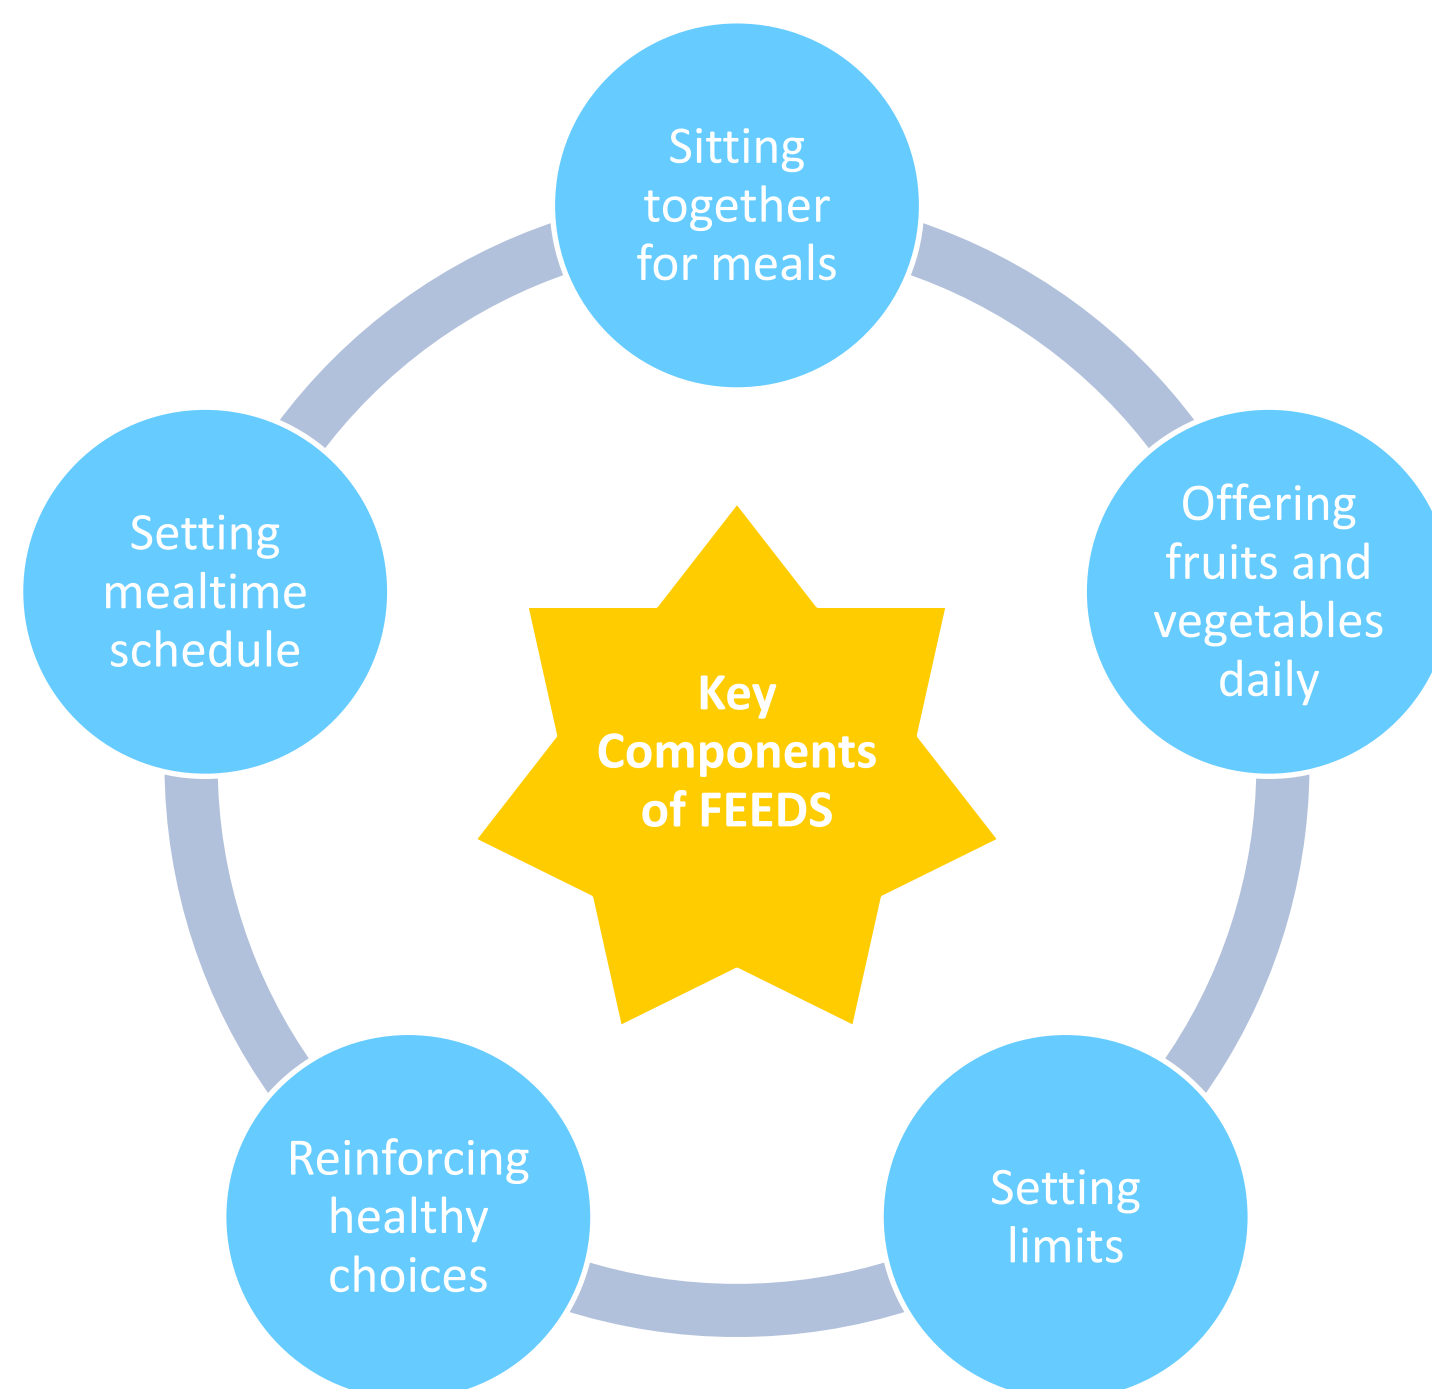 Sitting
together
for meals
Offering
fruits and
vegetables
daily
Setting
limits
Reinforcing
healthy
choices
Setting
mealtime
schedule
Key
Components
of FEEDS